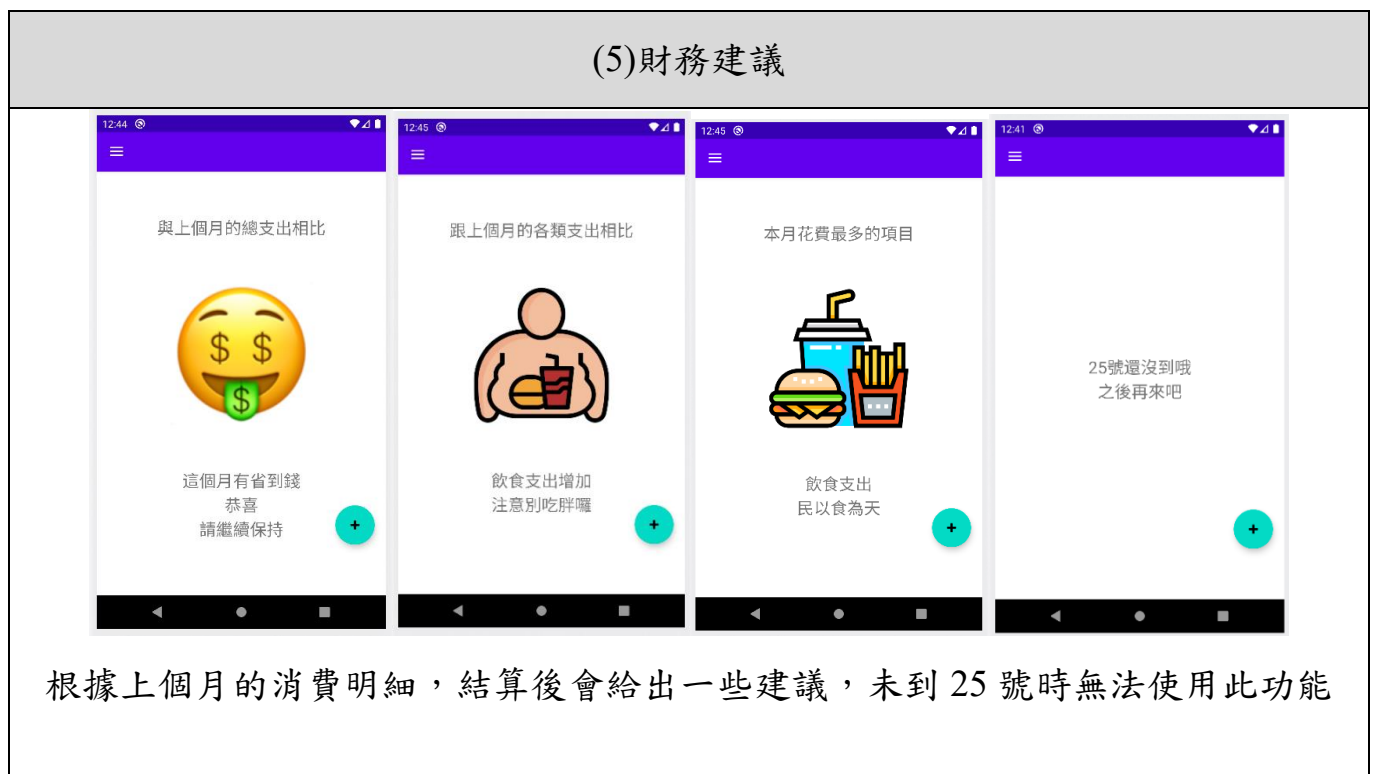 (5)財務建議
12:44
與上個月的總支出相比
$ $
$
這個月有省到錢
恭喜
請繼續保持
+
12:45
跟上個月的各類支出相比
飲食支出增加
注意別吃胖囉
+
12:45
本月花費最多的項目
飲食支出
民以食為天
+
12:41
25號還沒到哦
之後再來吧
+
根據上個月的消費明細，結算後會給出一些建議，未到 25 號時無法使用此功能